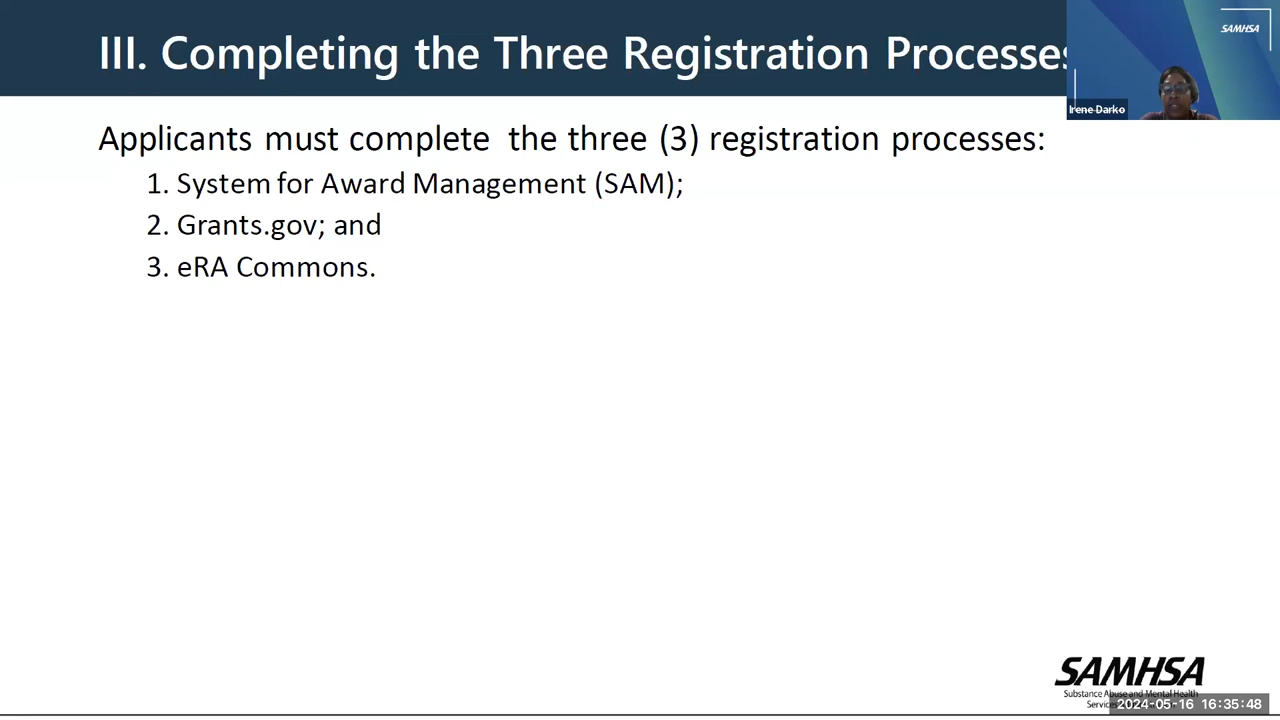 III. Completing the Three Registration Processes
SAMHSA
Irene Darko
Applicants must complete the three (3) registration processes:
1. System for Award Management (SAM);
2. Grants.gov; and
3. eRA Commons.
SAMHSA
Substance Abuse and Mental Health
Services
2024-05-16 16:35:48